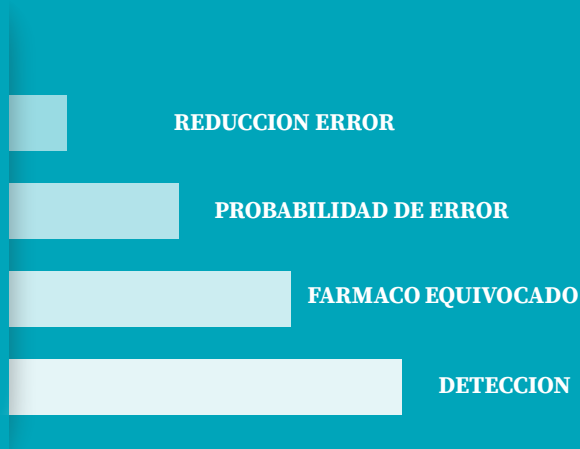 REDUCCION ERROR
PROBABILIDAD DE ERROR
FARMACO EQUIVOCADO
DETECCION